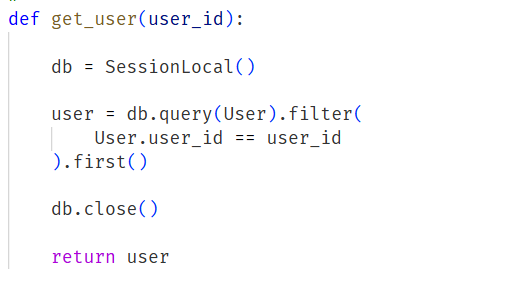 def get_user(user_id):
db = SessionLocal()
user = db.query(User).filter(
User.user_id == user_id
).first()
db.close()
return user